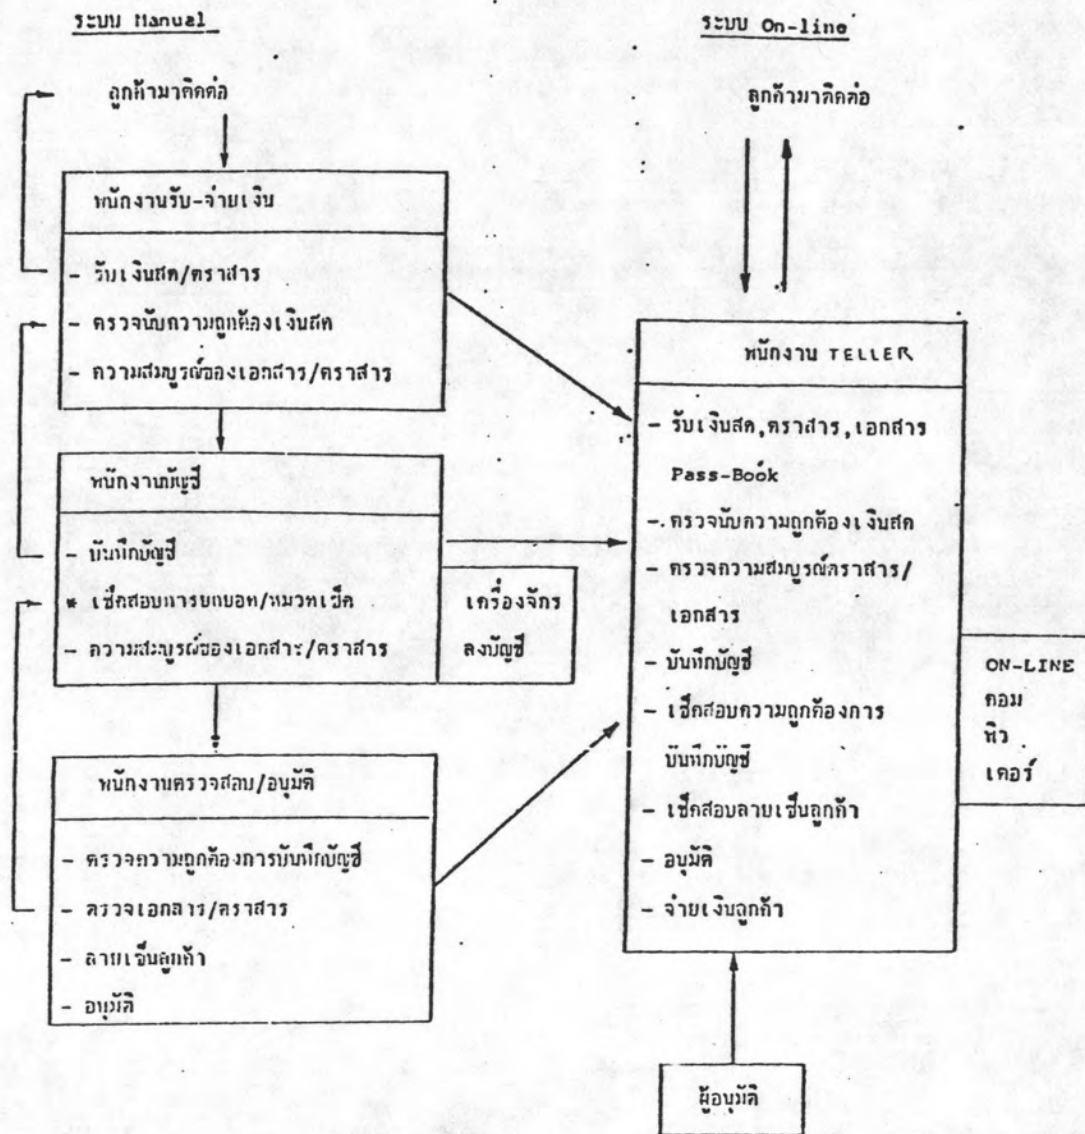 ระบบ Manual
ลูกค้ามาติดต่อ
พนักงานรับ-จ่ายเงิน
- รับเงินสด/ตราสาร
- ตรวจนับความถูกต้องเงินสด
- ความสมบูรณ์ของเอกสาร/ตราสาร
พนักงานบัญชี
- บันทึกบัญชี
- เช็คสอบ
- ความสมบูรณ์ของเอกสาร/ตราสาร
เครื่องจักร
ลงบัญชี
พนักงานตรวจสอบ/อนุมัติ
- ตรวจความถูกต้องการบันทึกบัญชี
- ตรวจเอกสาร/ตราสาร
- ลายเซ็นลูกค้า
- อนุมัติ
ระบบ On-line
ลูกค้ามาติดต่อ
พนักงาน TELLER
- รับเงินสด,ตราสาร,เอกสาร
Pass-Book
- ตรวจนับความถูกต้องเงินสด
- ตรวจความสมบูรณ์ตราสาร/
เอกสาร
- บันทึกบัญชี
- เช็คสอบความถูกต้องการ
บันทึกบัญชี
- เช็คสอบลายเซ็นลูกค้า
- อนุมัติ
- จ่ายเงินลูกค้า
ON-LINE
คอม
พิว
เตอร์
ผู้อนุมัติ